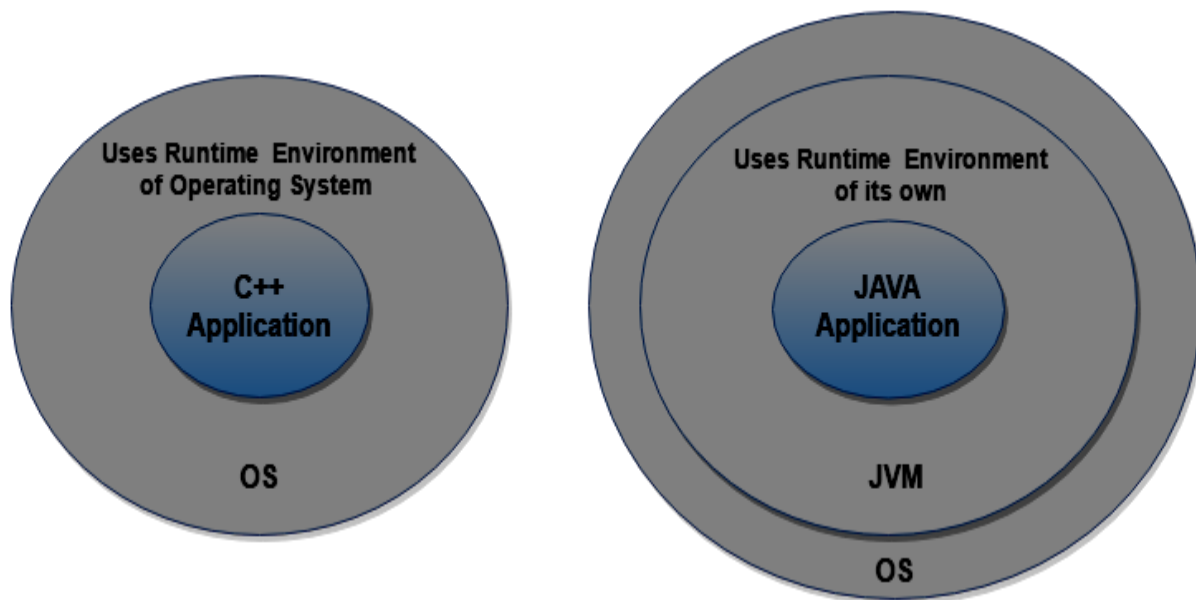 Uses Runtime Environment
of Operating System
C++
Application
OS
Uses Runtime Environment
of its own
JAVA
Application
JVM
OS